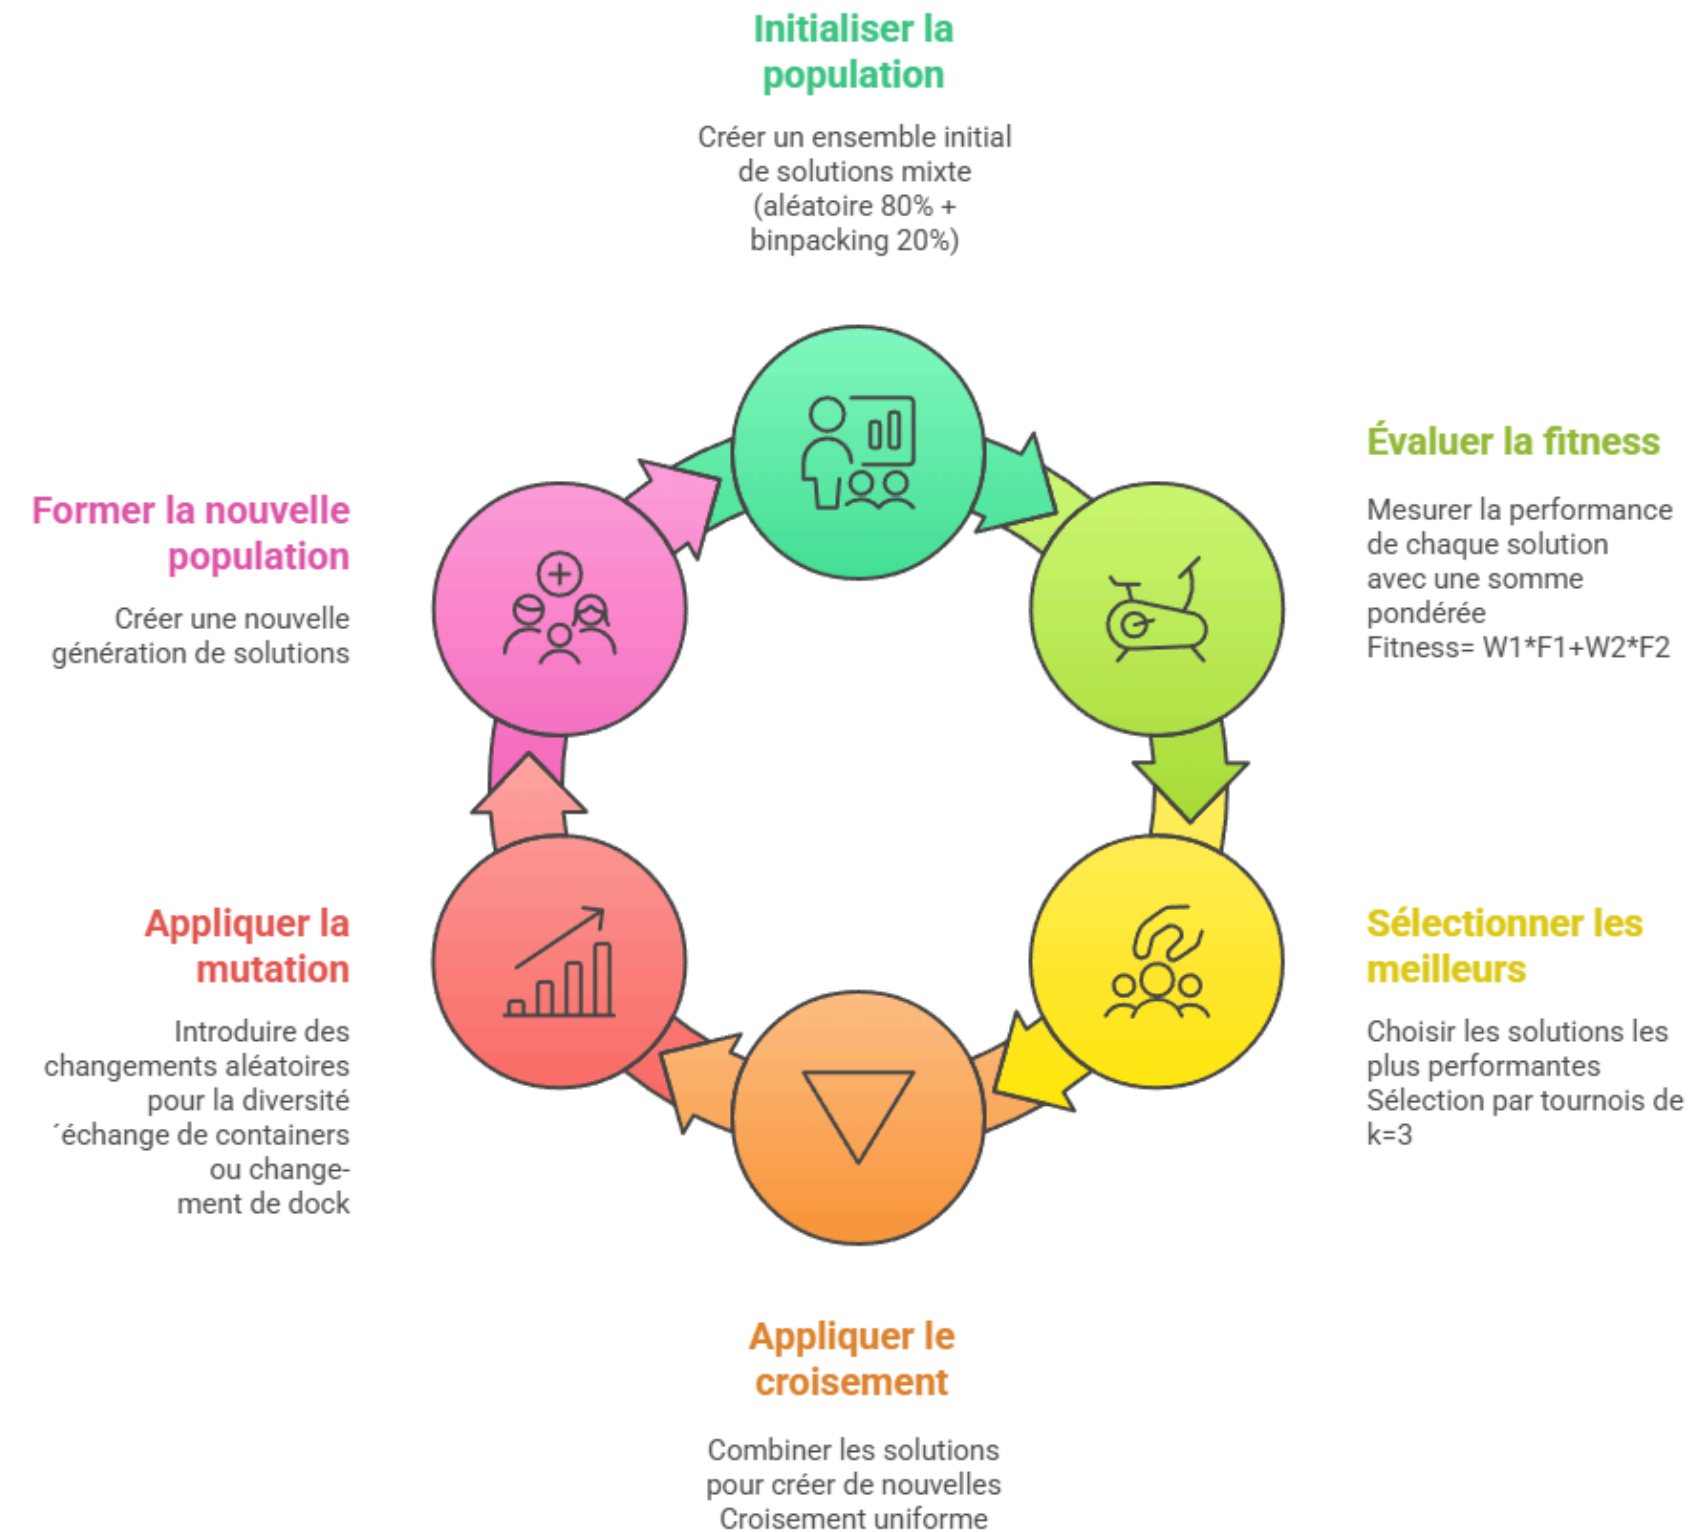 Initialiser la
population
Créer un ensemble initial
de solutions mixte
(aléatoire 80% +
binpacking 20%)
Évaluer la fitness
Mesurer la performance
de chaque solution
avec une somme
pondérée
Fitness= W1*F1+W2*F2
Sélectionner les
meilleurs
Choisir les solutions les
plus performantes
Sélection par tournois de
k=3
Appliquer le
croisement
Combiner les solutions
pour créer de nouvelles
Croisement uniforme
Appliquer la
mutation
Introduire des
changements aléatoires
pour la diversité
´échange de containers
ou change-
ment de dock
Former la nouvelle
population
Créer une nouvelle
génération de solutions